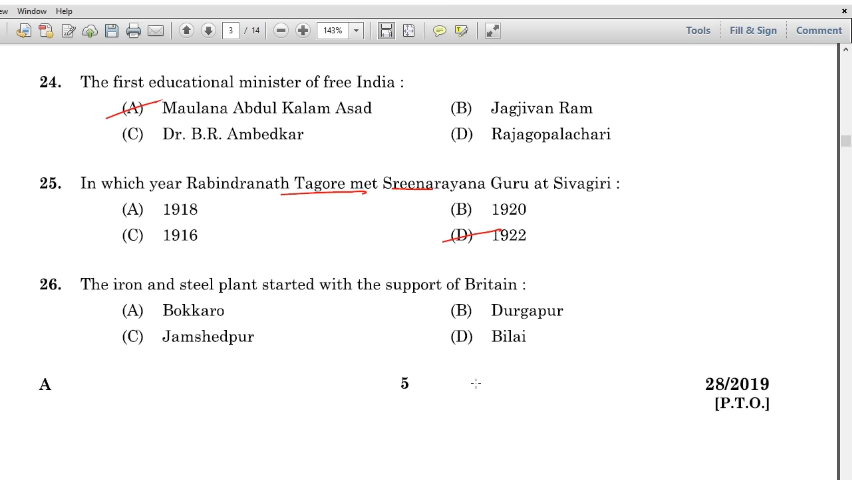 ew Window Help ×
3 / 14 143% Tools Fill & Sign Comment
24. The first educational minister of free India :
(A) Maulana Abdul Kalam Asad (B) Jagjivan Ram
(C) Dr. B.R. Ambedkar (D) Rajagopalachari
25. In which year Rabindranath Tagore met Sreenarayana Guru at Sivagiri :
(A) 1918 (B) 1920
(C) 1916 (D) 1922
26. The iron and steel plant started with the support of Britain :
(A) Bokkaro (B) Durgapur
(C) Jamshedpur (D) Bilai
A 5 28/2019
[P.T.O.]